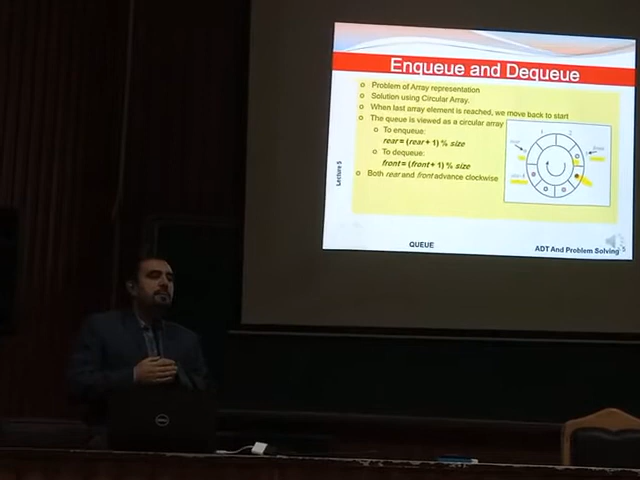 Enqueue and Dequeue
Problem of Array representation
Solution using Circular Array.
When last array element is reached, we move back to start
The queue is viewed as a circular array
To enqueue:
rear = (rear + 1) % size
To dequeue:
front = (front + 1) % size
Both rear and front advance clockwise
Lecture 5
QUEUE
ADT And Problem Solving
5
DELL